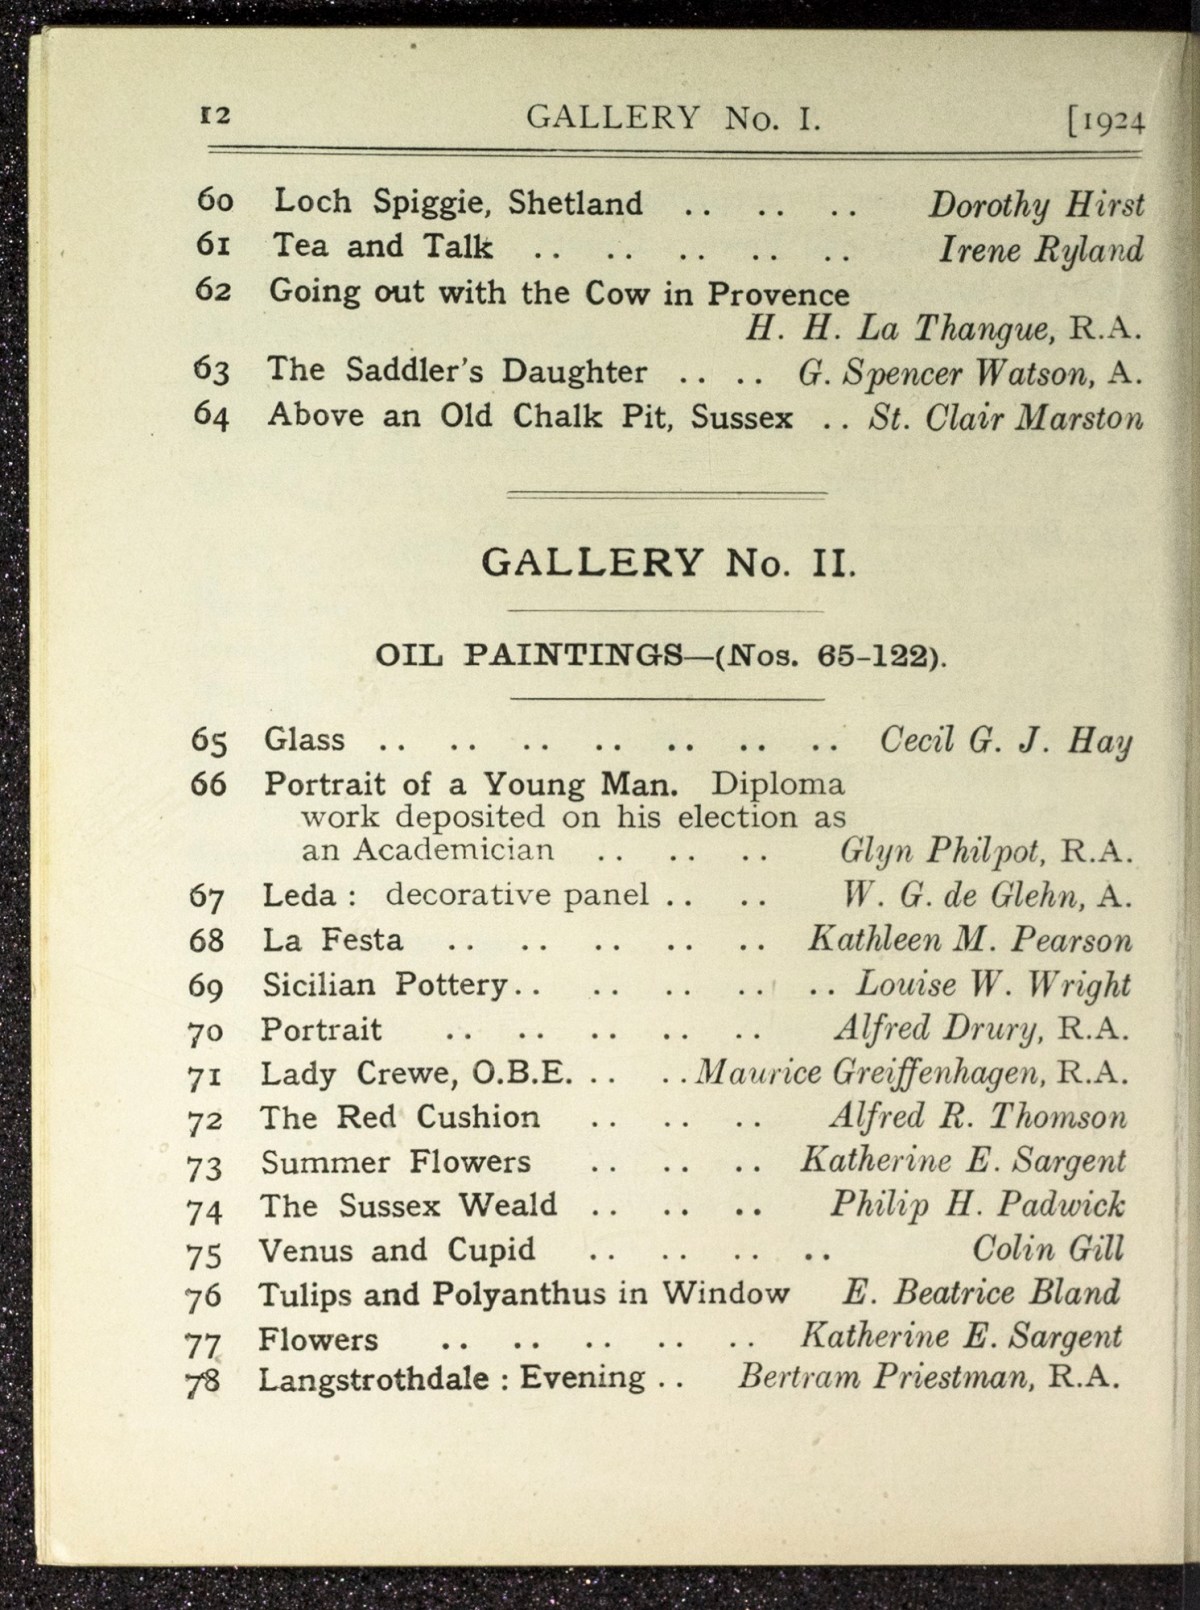 12 GALLERY No. I. [1924
60 Loch Spiggie, Shetland .. .. .. Dorothy Hirst
61 Tea and Talk .. .. .. .. .. Irene Ryland
62 Going out with the Cow in Provence
H. H. La Thangue, R.A.
63 The Saddler's Daughter .. .. G. Spencer Watson, A.
64 Above an Old Chalk Pit, Sussex .. St. Clair Marston
GALLERY No. II.
OIL PAINTINGS—(Nos. 65-122).
65 Glass .. .. .. .. .. .. .. Cecil G. J. Hay
66 Portrait of a Young Man. Diploma
work deposited on his election as
an Academician .. .. .. Glyn Philpot, R.A.
67 Leda : decorative panel .. .. W. G. de Glehn, A.
68 La Festa .. .. .. .. .. Kathleen M. Pearson
69 Sicilian Pottery .. .. .. .. .. Louise W. Wright
70 Portrait .. .. .. .. .. Alfred Drury, R.A.
71 Lady Crewe, O.B.E. .. .. Maurice Greiffenhagen, R.A.
72 The Red Cushion .. .. .. Alfred R. Thomson
73 Summer Flowers .. .. .. Katherine E. Sargent
74 The Sussex Weald .. .. .. Philip H. Padwick
75 Venus and Cupid .. .. .. .. Colin Gill
76 Tulips and Polyanthus in Window E. Beatrice Bland
77 Flowers .. .. .. .. .. Katherine E. Sargent
78 Langstrothdale : Evening .. Bertram Priestman, R.A.